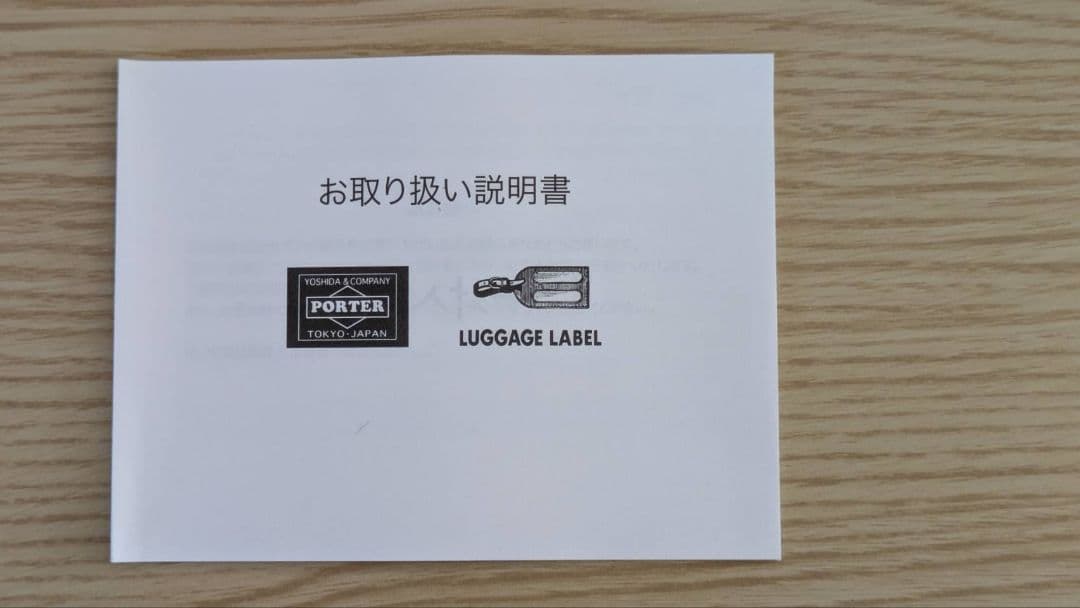 お取り扱い説明書
YOSHIDA & COMPANY
PORTER
TOKYO・JAPAN
LUGGAGE LABEL